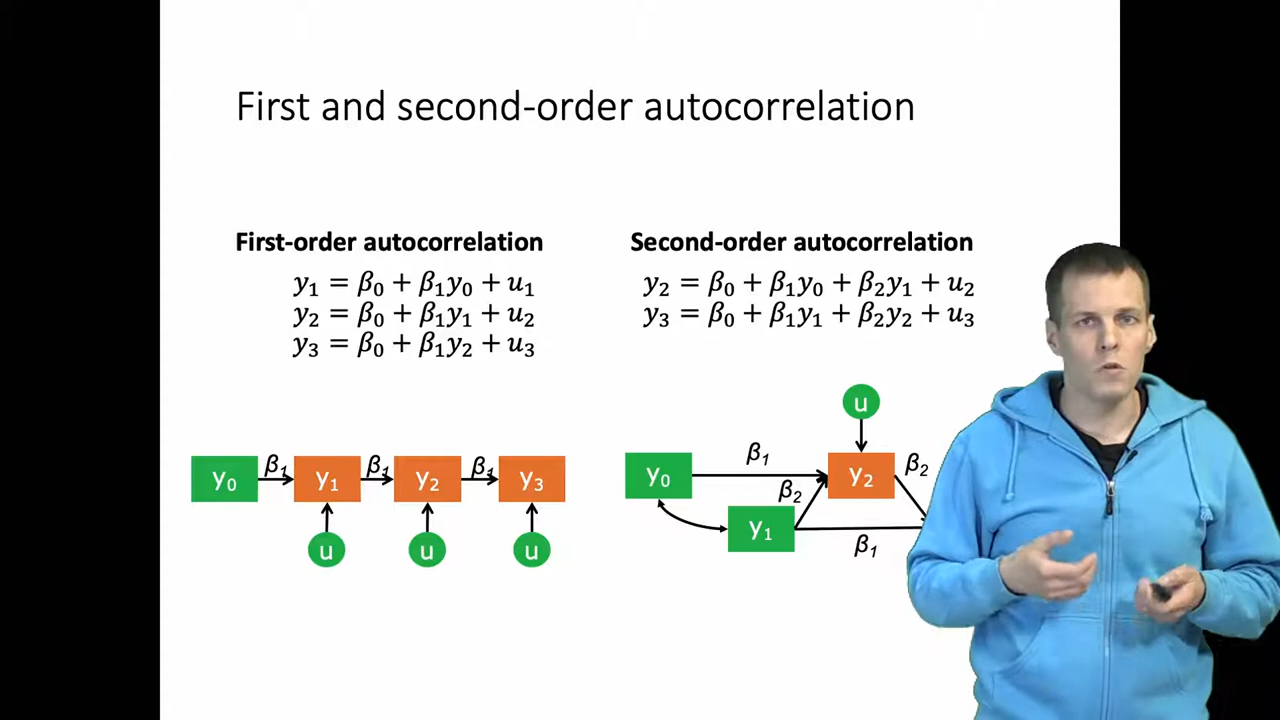 First and second-order autocorrelation
First-order autocorrelation
y₁ = β₀ + β₁y₀ + u₁
y₂ = β₀ + β₁y₁ + u₂
y₃ = β₀ + β₁y₂ + u₃
Second-order autocorrelation
y₂ = β₀ + β₁y₀ + β₂y₁ + u₂
y₃ = β₀ + β₁y₁ + β₂y₂ + u₃
y₀ β₁ y₁ β₁ y₂ β₁ y₃
u u u
u
y₀ β₁ y₂ β₂
β₂
y₁
β₁